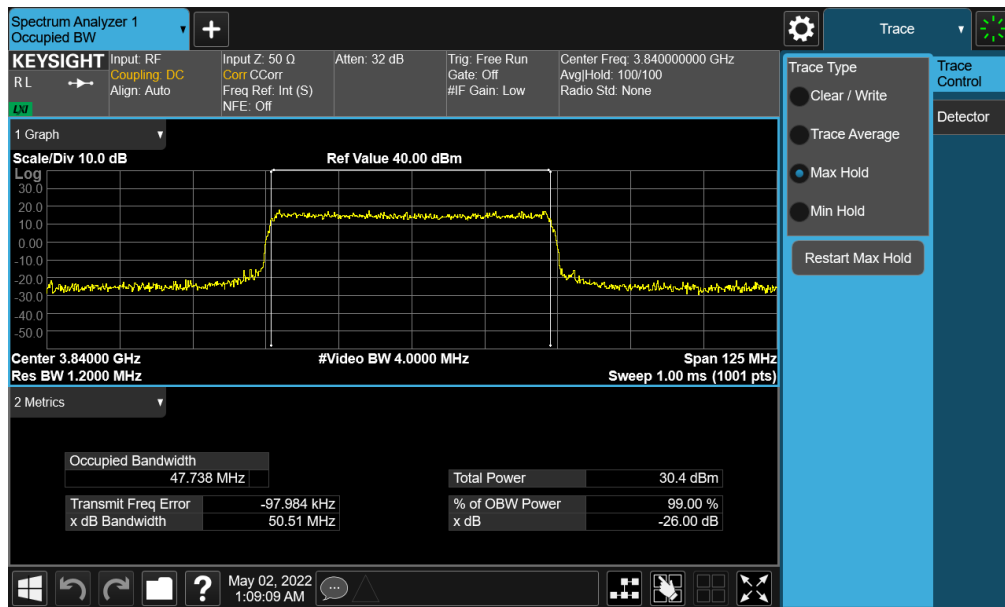 Spectrum Analyzer 1
Occupied BW
+
Trace
KEYSIGHT
R L
LXI
Input: RF
Coupling: DC
Align: Auto
Input Z: 50 Ω
Corr CCorr
Freq Ref: Int (S)
NFE: Off
Atten: 32 dB
Trig: Free Run
Gate: Off
#IF Gain: Low
Center Freq: 3.840000000 GHz
Avg|Hold: 100/100
Radio Std: None
Trace Type
Clear / Write
Trace Average
Max Hold
Min Hold
Restart Max Hold
Trace
Control
Detector
1 Graph
Scale/Div 10.0 dB
Ref Value 40.00 dBm
Log
30.0
20.0
10.0
0.00
-10.0
-20.0
-30.0
-40.0
-50.0
Center 3.84000 GHz
#Video BW 4.0000 MHz
Span 125 MHz
Res BW 1.2000 MHz
Sweep 1.00 ms (1001 pts)
2 Metrics
Occupied Bandwidth
47.738 MHz
Total Power 30.4 dBm
Transmit Freq Error -97.984 kHz
% of OBW Power 99.00 %
x dB Bandwidth 50.51 MHz
x dB -26.00 dB
?
May 02, 2022
1:09:09 AM